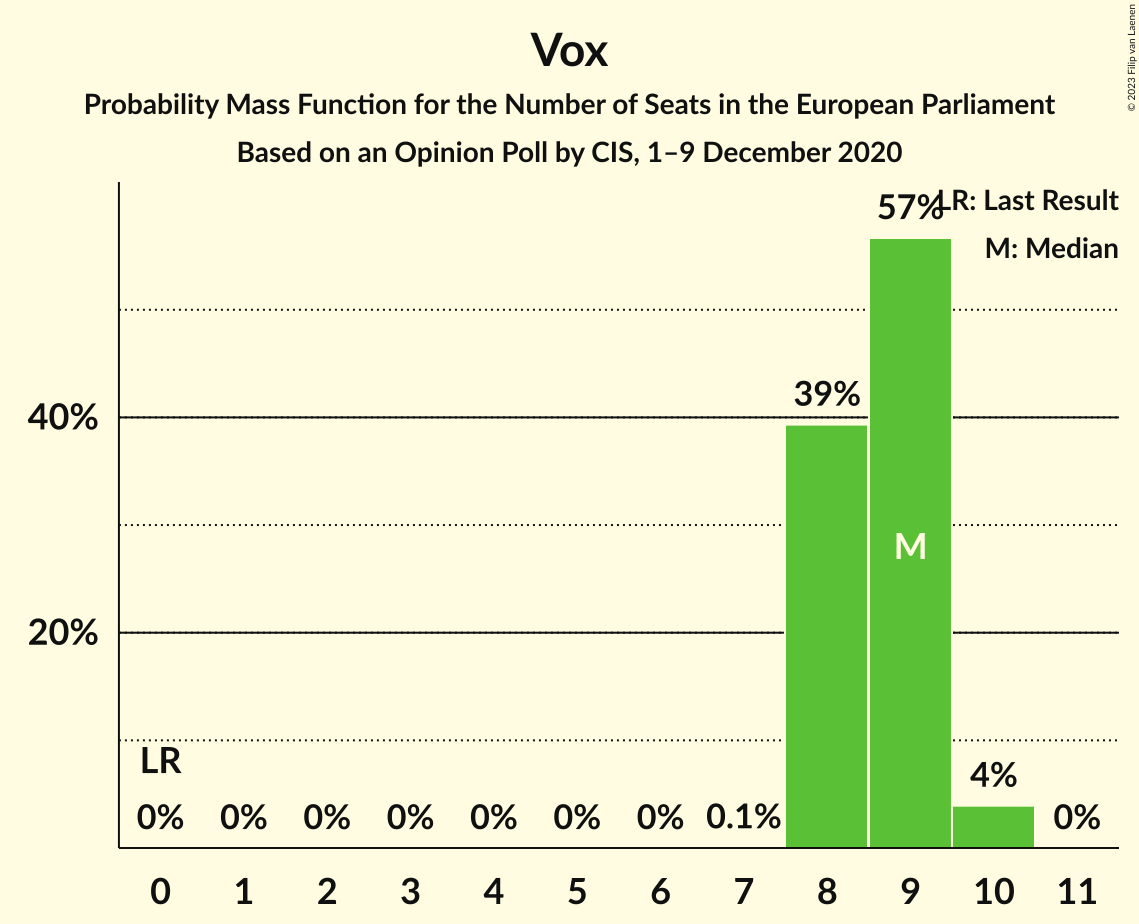 Vox
Probability Mass Function for the Number of Seats in the European Parliament
Based on an Opinion Poll by CIS, 1–9 December 2020
© 2023 Filip van Laenen
LR: Last Result
M: Median
57%
39%
40%
M
20%
LR
4%
0% 0% 0% 0% 0% 0% 0% 0.1% 0%
0 1 2 3 4 5 6 7 8 9 10 11